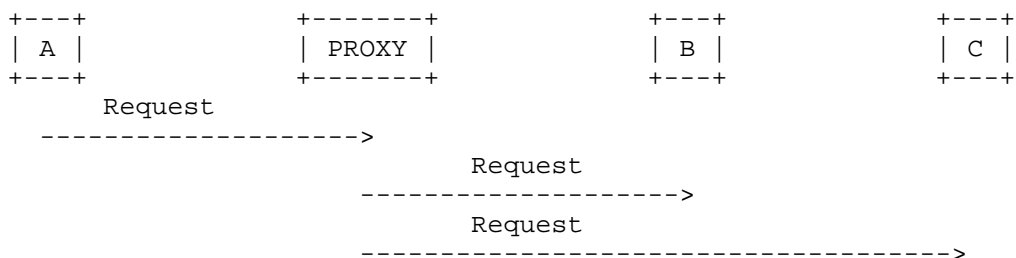 +---+ +-------+ +---+ +---+
| A | | PROXY | | B | | C |
+---+ +-------+ +---+ +---+
Request
-------------------->
Request
-------------------->
Request
------------------------------------->